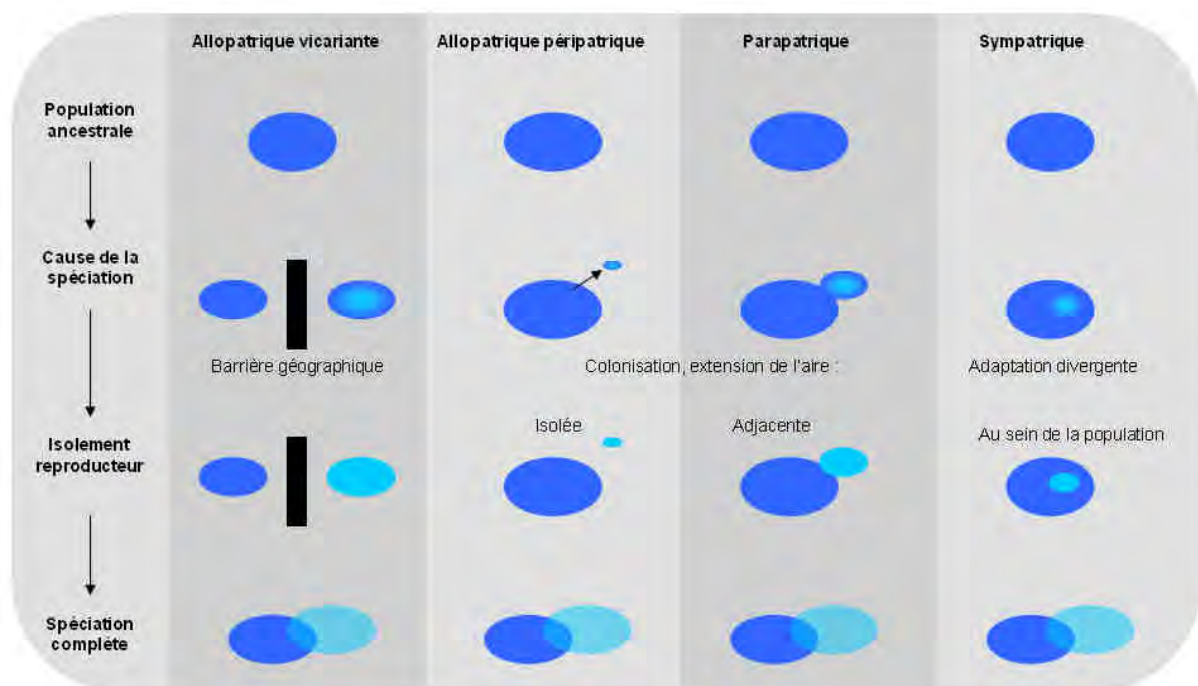 Allopatrique vicariante
Allopatrique péripatrique
Parapatrique
Sympatrique
Population
ancestrale
Cause de la
spéciation
Barrière géographique
Colonisation, extension de l'aire :
Adaptation divergente
Isolement
reproducteur
Isolée
Adjacente
Au sein de la population
Spéciation
complète